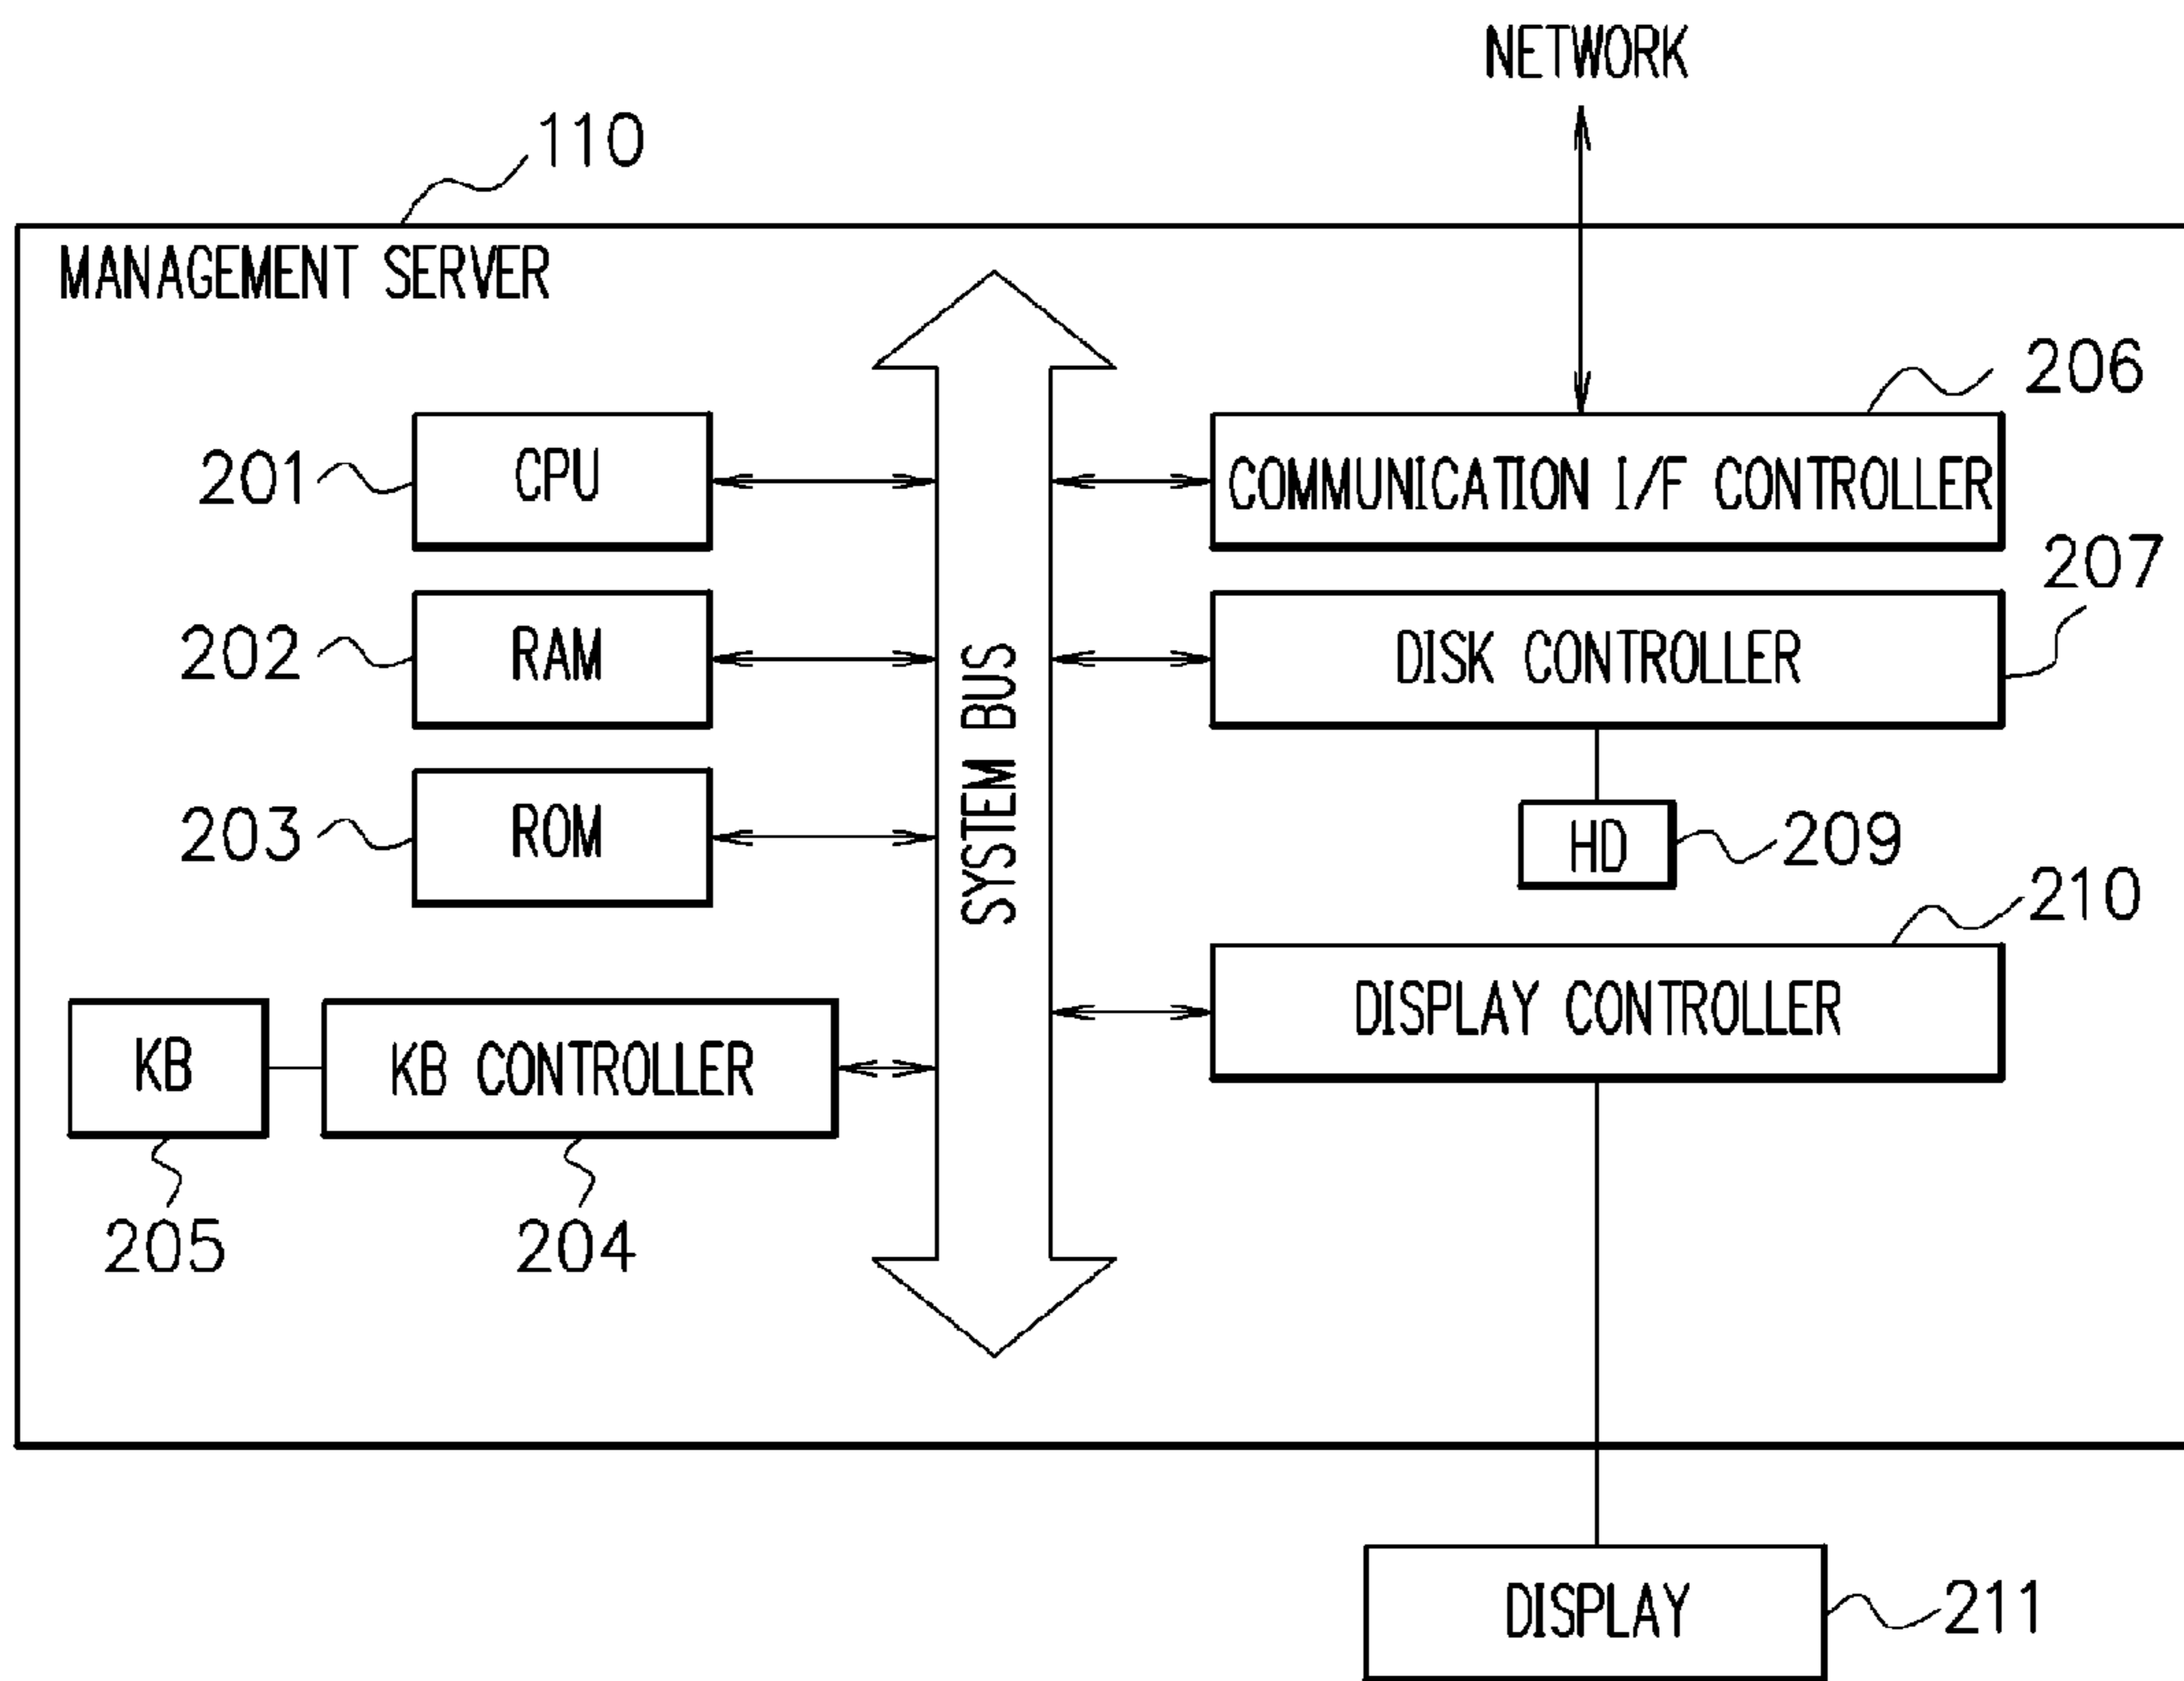 NETWORK
110
MANAGEMENT SERVER
206
201
CPU
COMMUNICATION I/F CONTROLLER
207
202
RAM
DISK CONTROLLER
SYSTEM BUS
203
ROM
HD
209
210
DISPLAY CONTROLLER
KB
KB CONTROLLER
205
204
DISPLAY
211